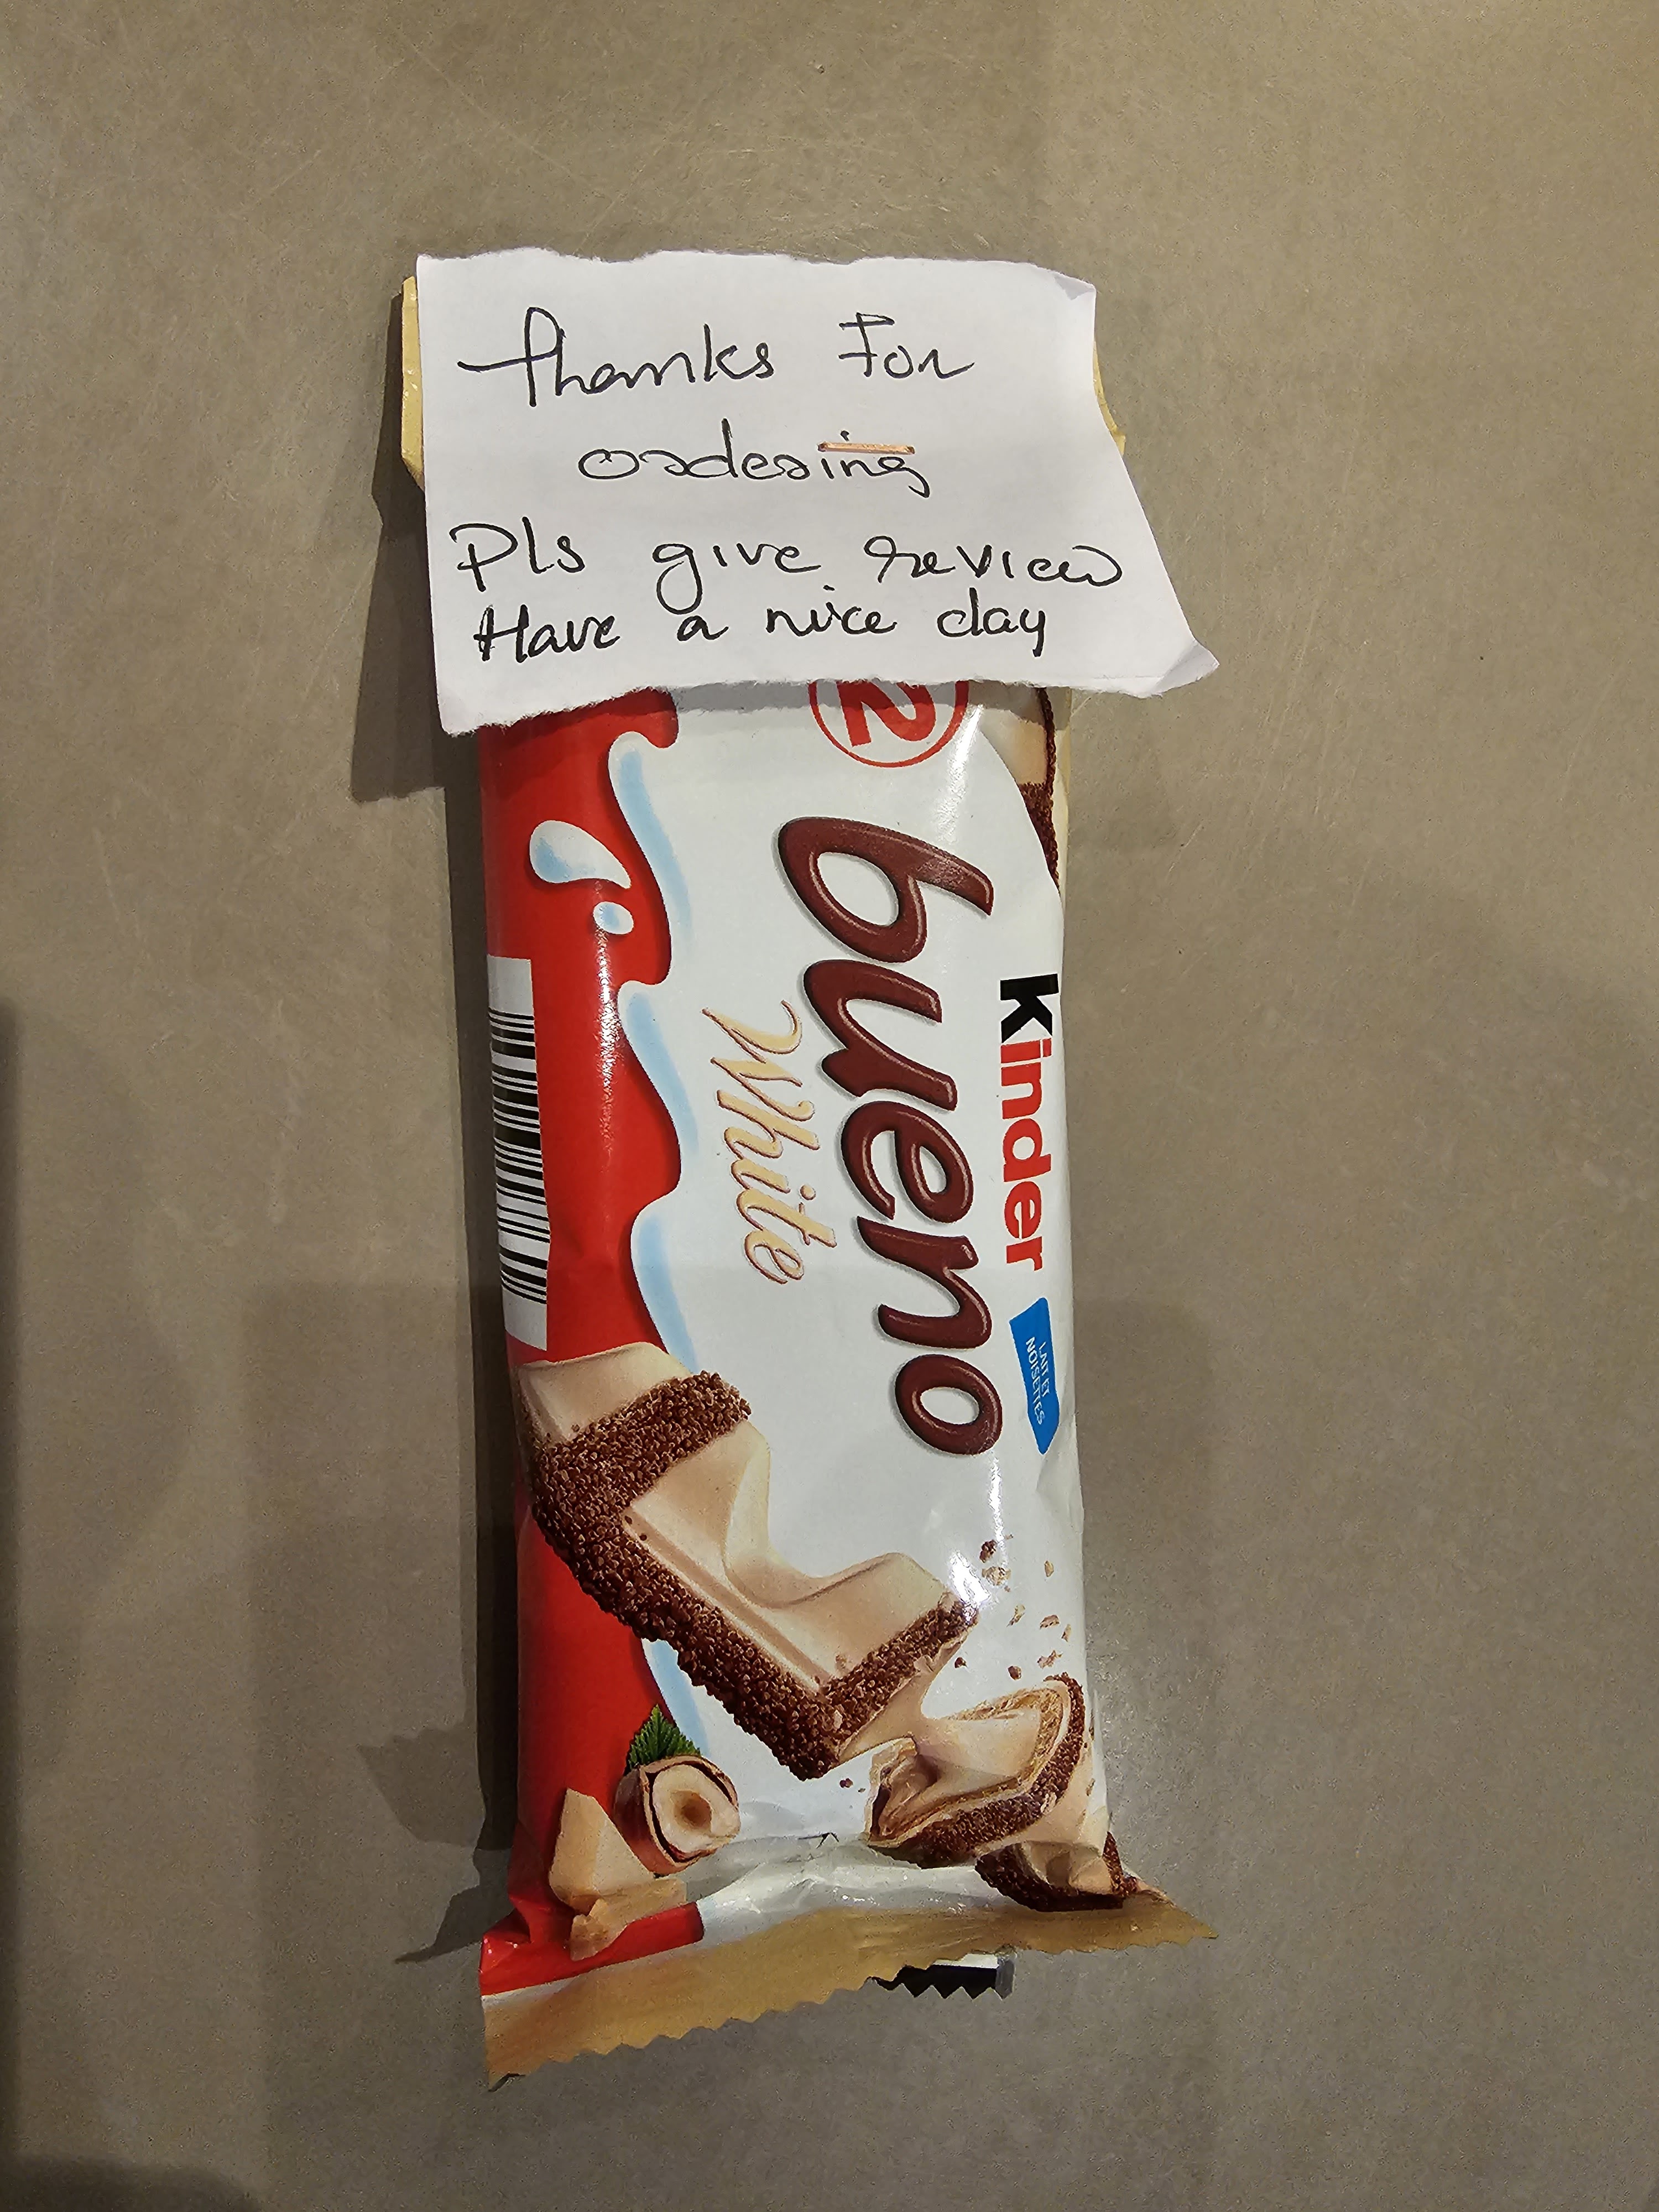 thanks For
ordering
Pls give review
Have a nice day
2
kinder
bueno
White
LAIT ET
NOISETTES